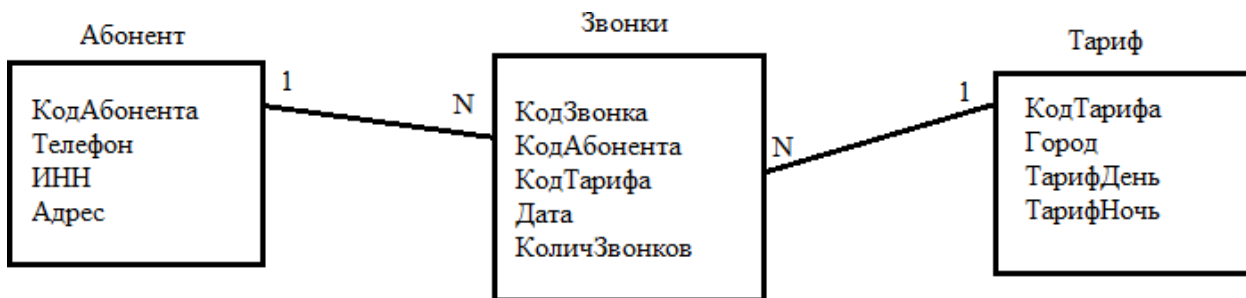 Абонент
КодАбонента
Телефон
ИНН
Адрес
1
N
Звонки
КодЗвонка
КодАбонента
КодТарифа
Дата
КоличЗвонков
N
1
Тариф
КодТарифа
Город
ТарифДень
ТарифНочь